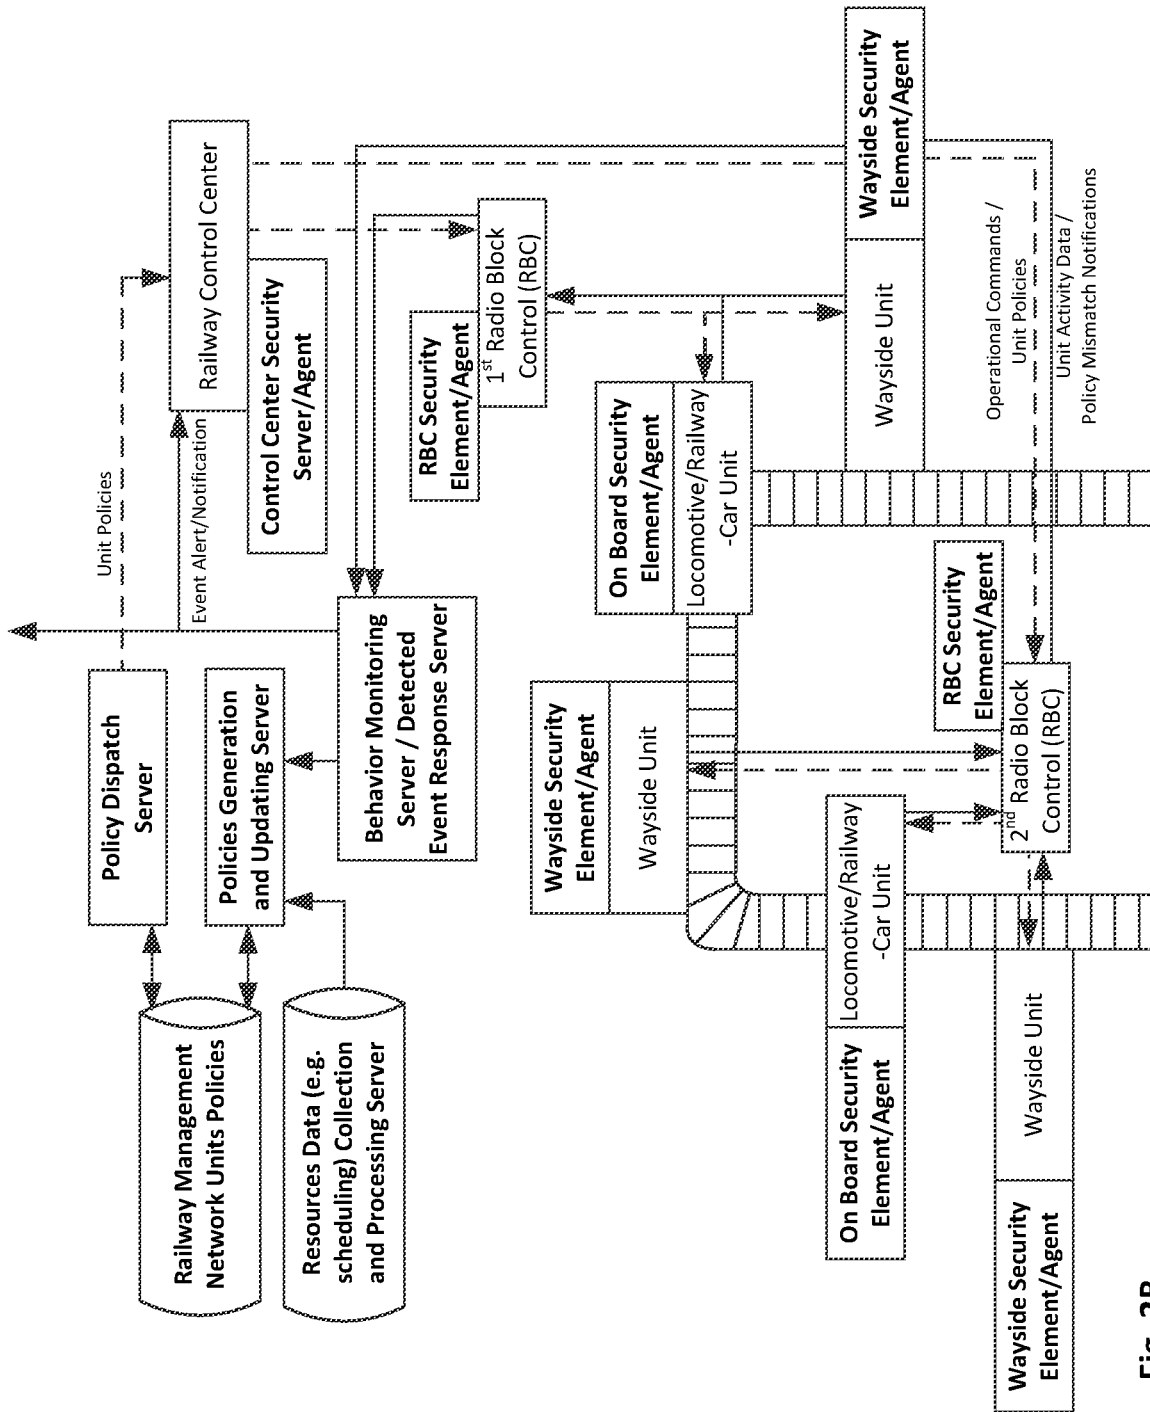 Railway Management
Network Units Policies
Policy Dispatch
Server
Unit Policies
Railway Control Center
Control Center Security
Server/Agent
Event Alert/Notification
Policies Generation
and Updating Server
Resources Data (e.g.
scheduling) Collection
and Processing Server
Behavior Monitoring
Server / Detected
Event Response Server
RBC Security
Element/Agent
1st Radio Block
Control (RBC)
Wayside Security
Element/Agent
Wayside Unit
On Board Security
Element/Agent
Locomotive/Railway
-Car Unit
Wayside Security
Element/Agent
Wayside Unit
On Board Security
Element/Agent
Locomotive/Railway
-Car Unit
RBC Security
Element/Agent
2nd Radio Block
Control (RBC)
Operational Commands /
Unit Policies
Unit Activity Data /
Policy Mismatch Notifications
Wayside Security
Element/Agent
Wayside Unit
Fig.